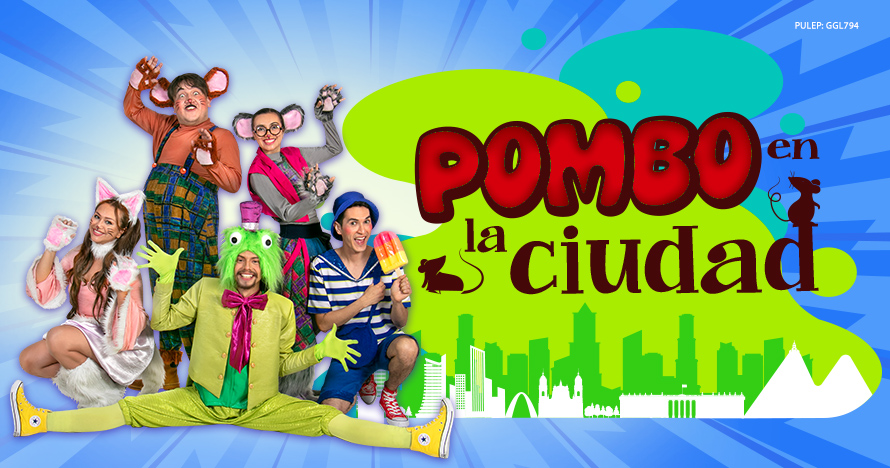 PULEP: GGL794
POMBO en
la ciudad